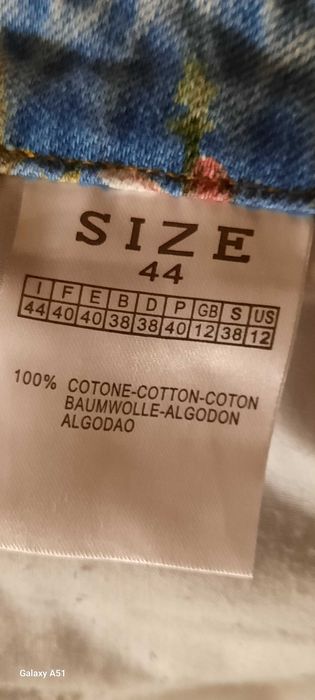 SIZE
44
I F E B D P GB S US
44 40 40 38 38 40 12 38 12
100% COTONE-COTTON-COTON
BAUMWOLLE-ALGODON
ALGODAO
Galaxy A51